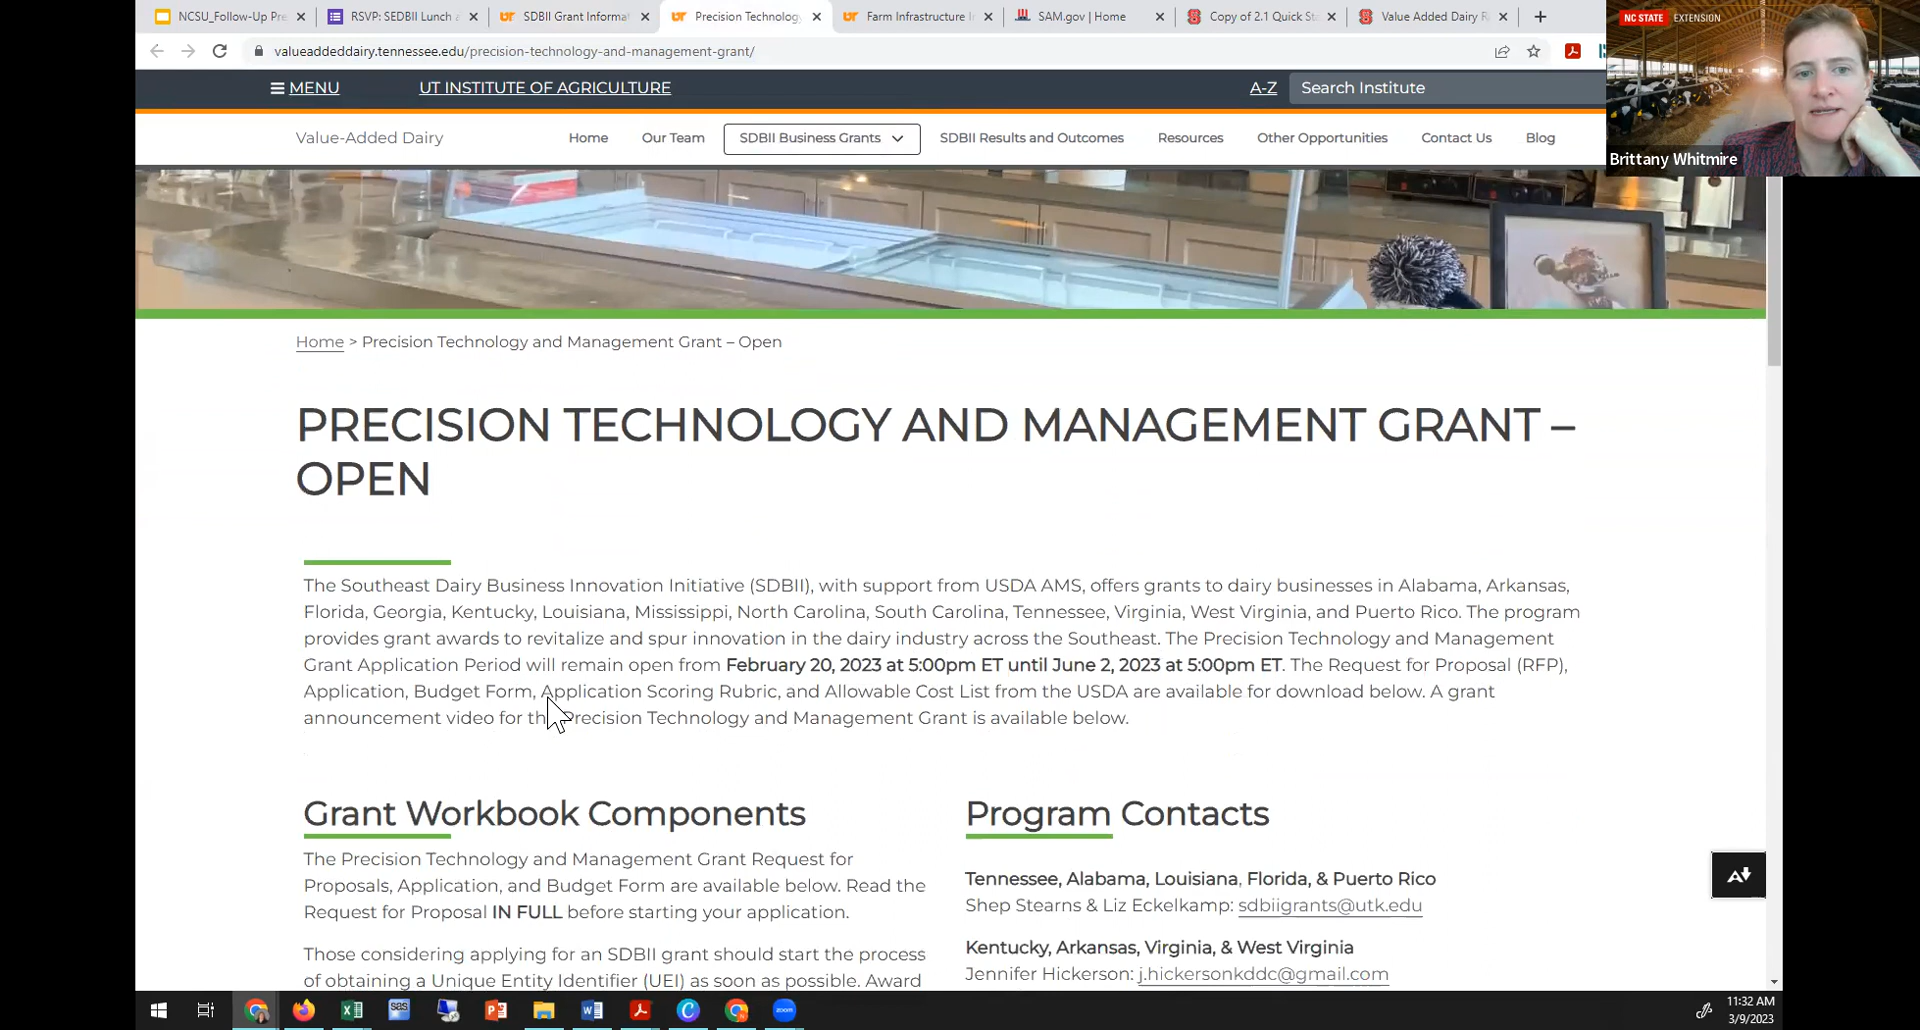 NCSU_Follow-Up Pre
RSVP: SEDBII Lunch a
SDBII Grant Informat
Precision Technology
Farm Infrastructure I
SAM.gov | Home
Copy of 2.1 Quick Sta
Value Added Dairy R
valueaddeddairy.tennessee.edu/precision-technology-and-management-grant/
NC STATE EXTENSION
Brittany Whitmire
MENU
UT INSTITUTE OF AGRICULTURE
A-Z
Search Institute
Value-Added Dairy
Home
Our Team
SDBII Business Grants
SDBII Results and Outcomes
Resources
Other Opportunities
Contact Us
Blog
Home > Precision Technology and Management Grant – Open
PRECISION TECHNOLOGY AND MANAGEMENT GRANT –
OPEN
The Southeast Dairy Business Innovation Initiative (SDBII), with support from USDA AMS, offers grants to dairy businesses in Alabama, Arkansas,
Florida, Georgia, Kentucky, Louisiana, Mississippi, North Carolina, South Carolina, Tennessee, Virginia, West Virginia, and Puerto Rico. The program
provides grant awards to revitalize and spur innovation in the dairy industry across the Southeast. The Precision Technology and Management
Grant Application Period will remain open from February 20, 2023 at 5:00pm ET until June 2, 2023 at 5:00pm ET. The Request for Proposal (RFP),
Application, Budget Form, Application Scoring Rubric, and Allowable Cost List from the USDA are available for download below. A grant
announcement video for the Precision Technology and Management Grant is available below.
Grant Workbook Components
The Precision Technology and Management Grant Request for
Proposals, Application, and Budget Form are available below. Read the
Request for Proposal IN FULL before starting your application.
Those considering applying for an SDBII grant should start the process
of obtaining a Unique Entity Identifier (UEI) as soon as possible. Award
Program Contacts
Tennessee, Alabama, Louisiana, Florida, & Puerto Rico
Shep Stearns & Liz Eckelkamp: sdbiigrants@utk.edu
Kentucky, Arkansas, Virginia, & West Virginia
Jennifer Hickerson: j.hickersonkddc@gmail.com
11:32 AM
3/9/2023